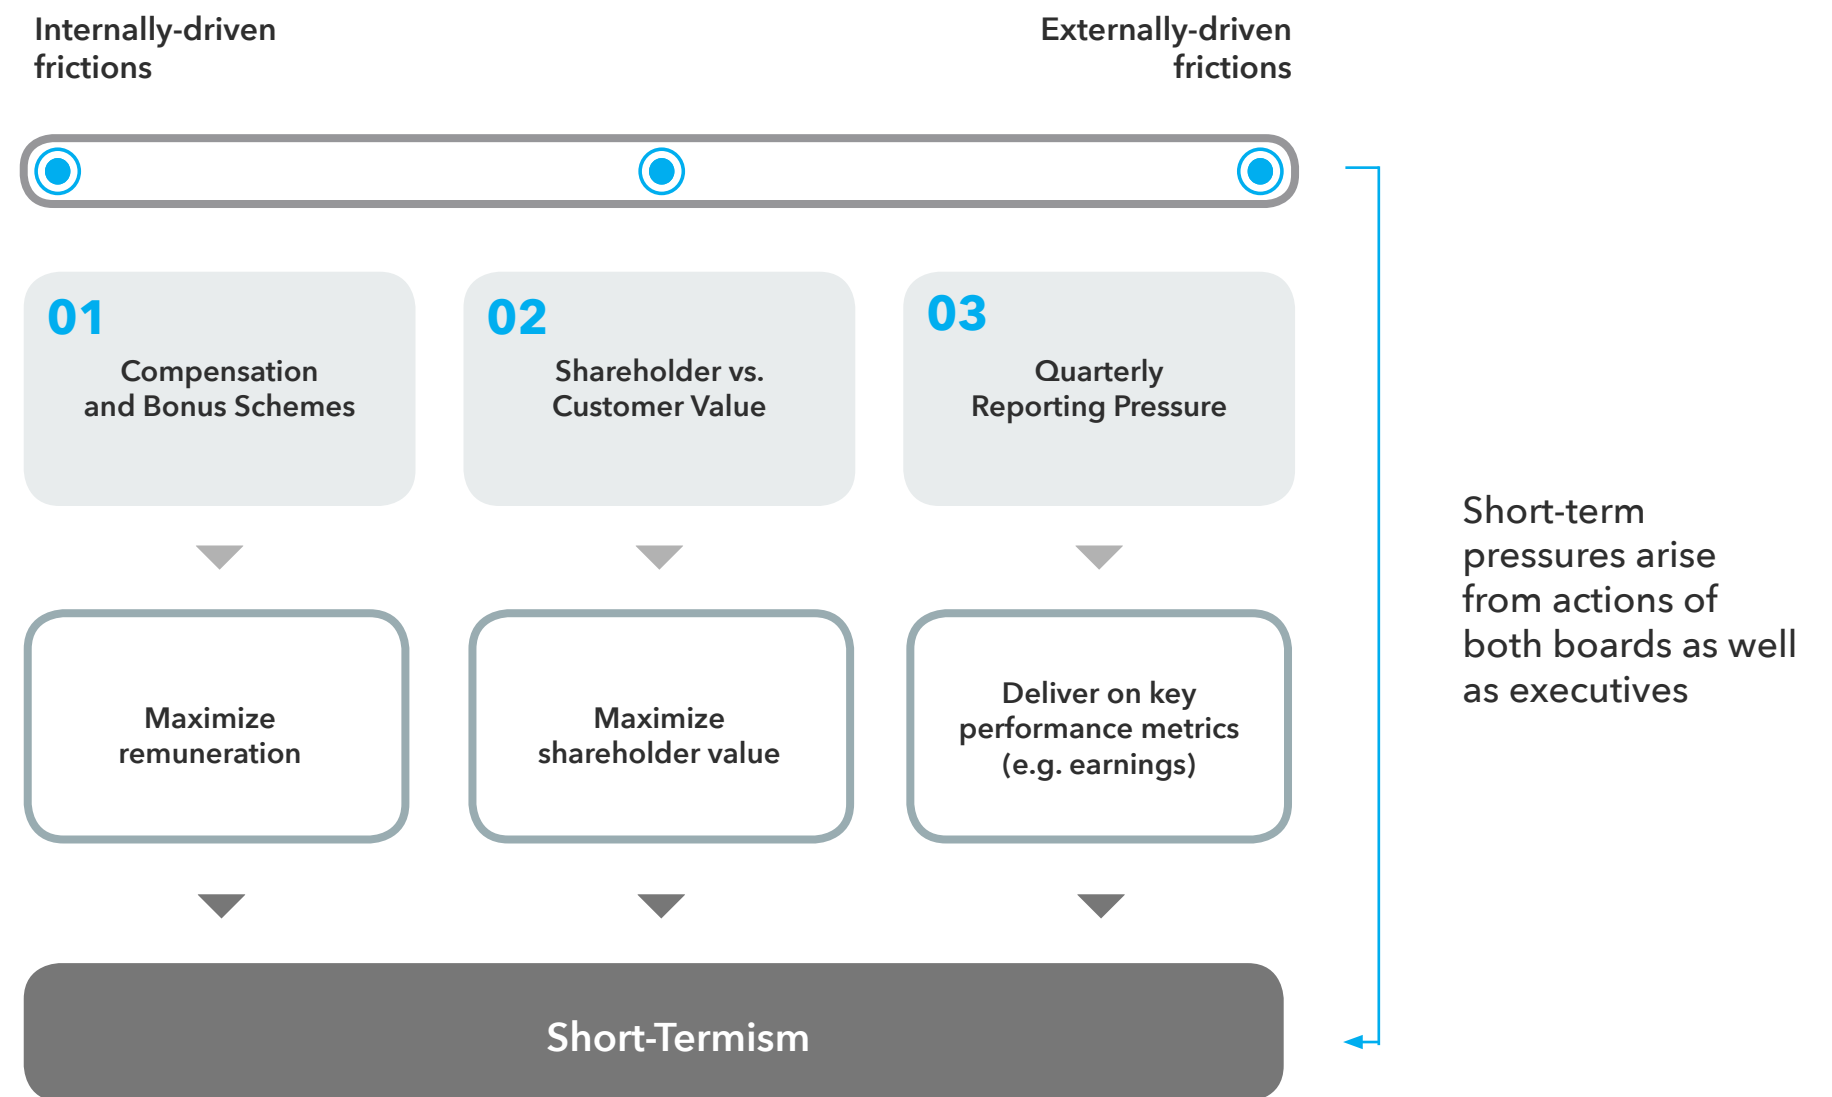 Internally-driven
frictions
Externally-driven
frictions
01
Compensation
and Bonus Schemes
02
Shareholder vs.
Customer Value
03
Quarterly
Reporting Pressure
Maximize
remuneration
Maximize
shareholder value
Deliver on key
performance metrics
(e.g. earnings)
Short-Termism
Short-term
pressures arise
from actions of
both boards as well
as executives